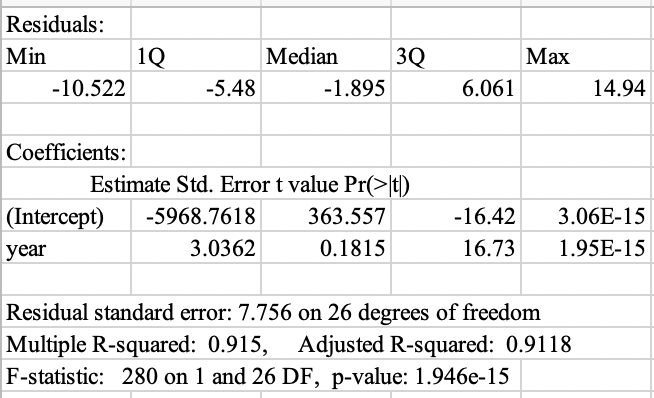 Residuals:
Min 1Q Median 3Q Max
-10.522 -5.48 -1.895 6.061 14.94
Coefficients:
Estimate Std. Error t value Pr(>|t|)
(Intercept) -5968.7618 363.557 -16.42 3.06E-15
year 3.0362 0.1815 16.73 1.95E-15
Residual standard error: 7.756 on 26 degrees of freedom
Multiple R-squared: 0.915, Adjusted R-squared: 0.9118
F-statistic: 280 on 1 and 26 DF, p-value: 1.946e-15